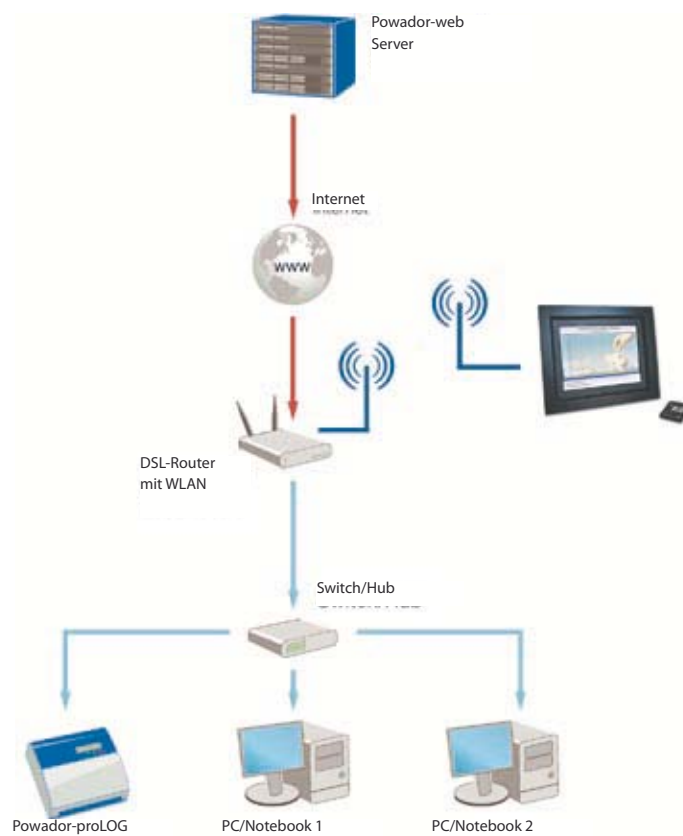 Powador-web
Server
Internet
WWW
DSL-Router
mit WLAN
Switch/Hub
Powador-proLOG
PC/Notebook 1
PC/Notebook 2